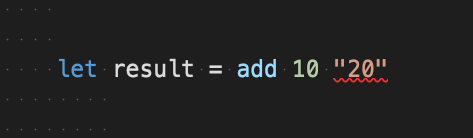 let result = add 10 "20"